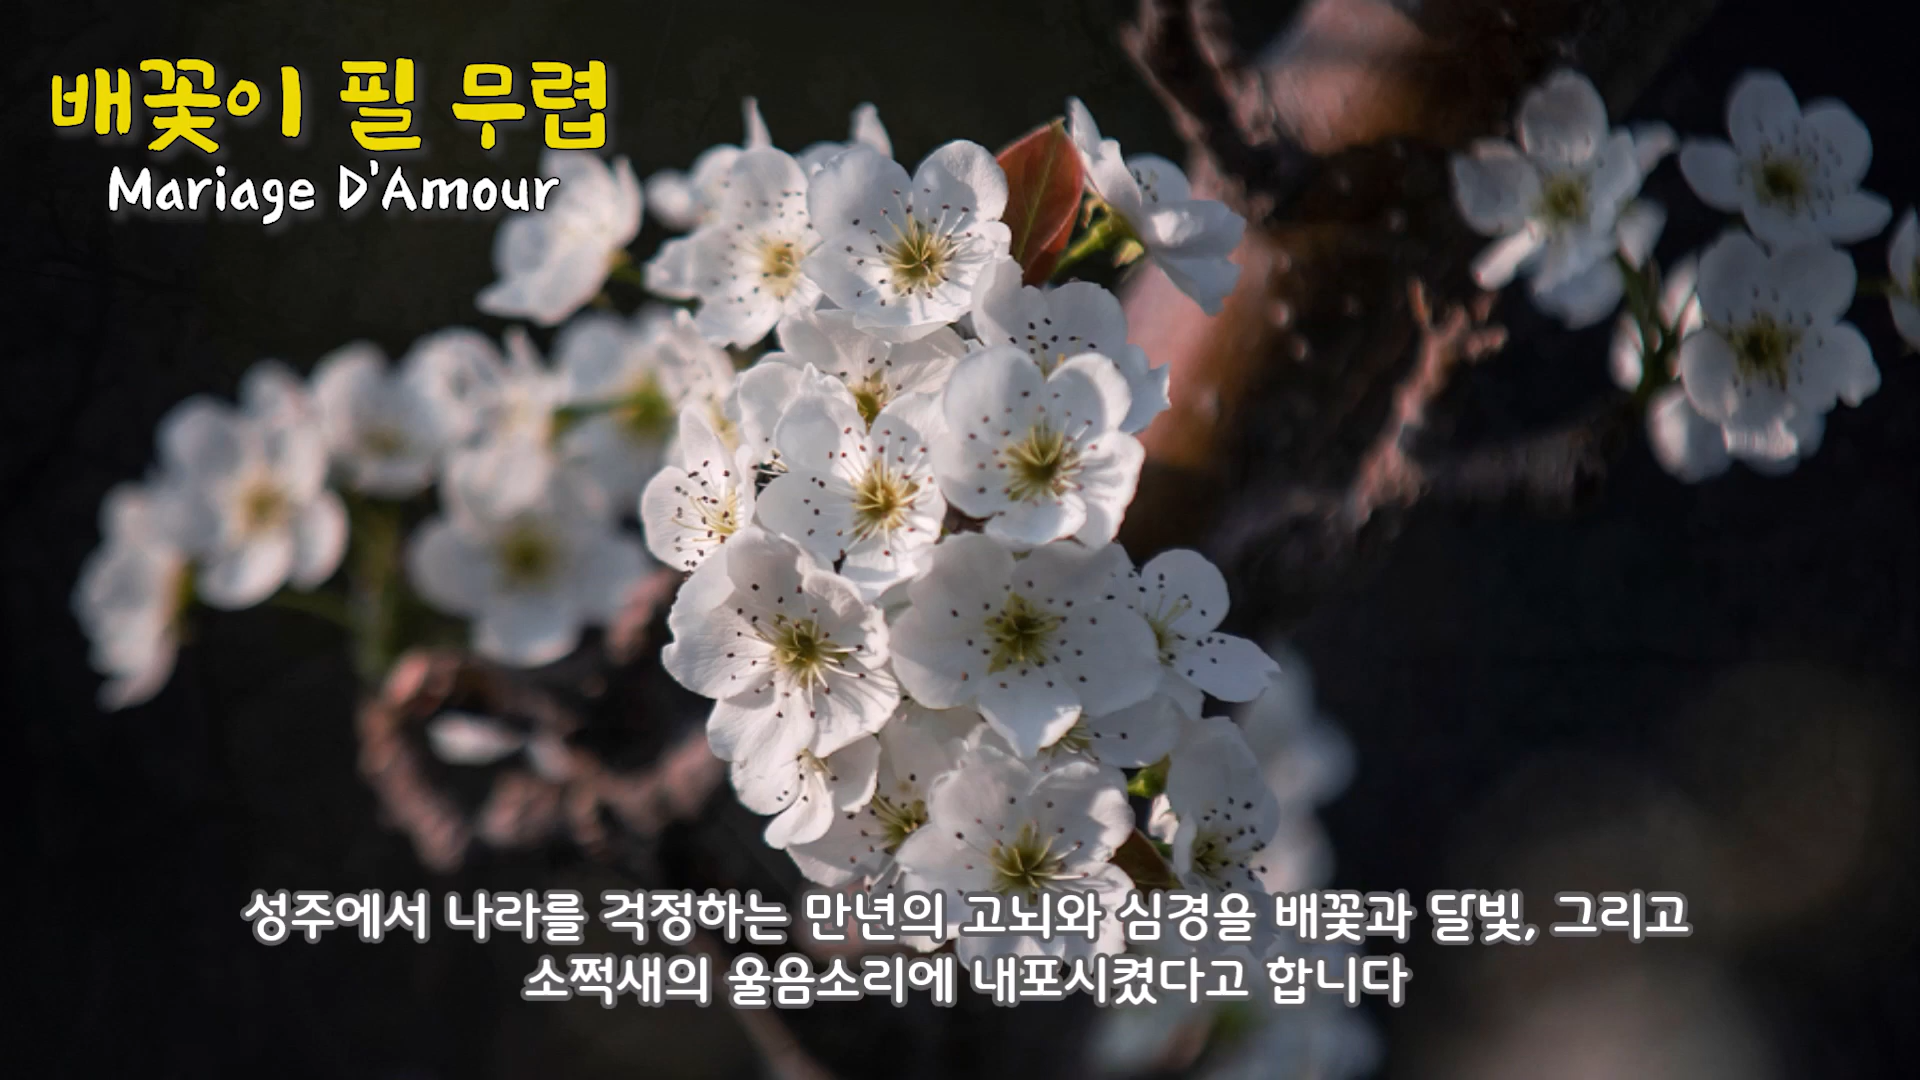 배꽃이 필 무렵
Mariage D'Amour
성주에서 나라를 걱정하는 만년의 고뇌와 심경을 배꽃과 달빛, 그리고
소쩍새의 울음소리에 내포시켰다고 합니다